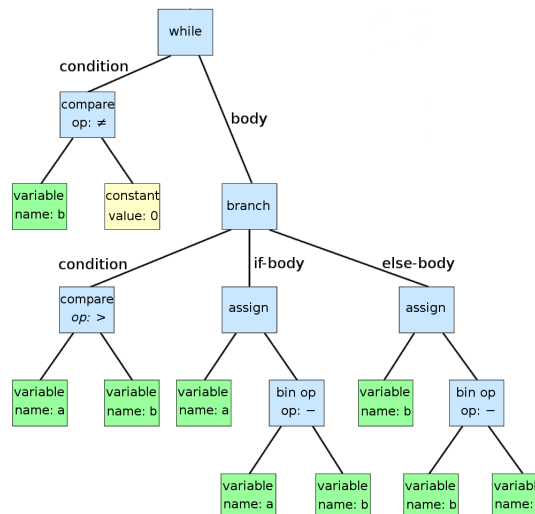 while
condition
compare
op: ≠
body
variable
name: b
constant
value: 0
branch
condition
if-body
else-body
compare
op: >
assign
assign
variable
name: a
variable
name: b
variable
name: a
bin op
op: −
variable
name: b
bin op
op: −
variable
name: a
variable
name: b
variable
name: b
name: